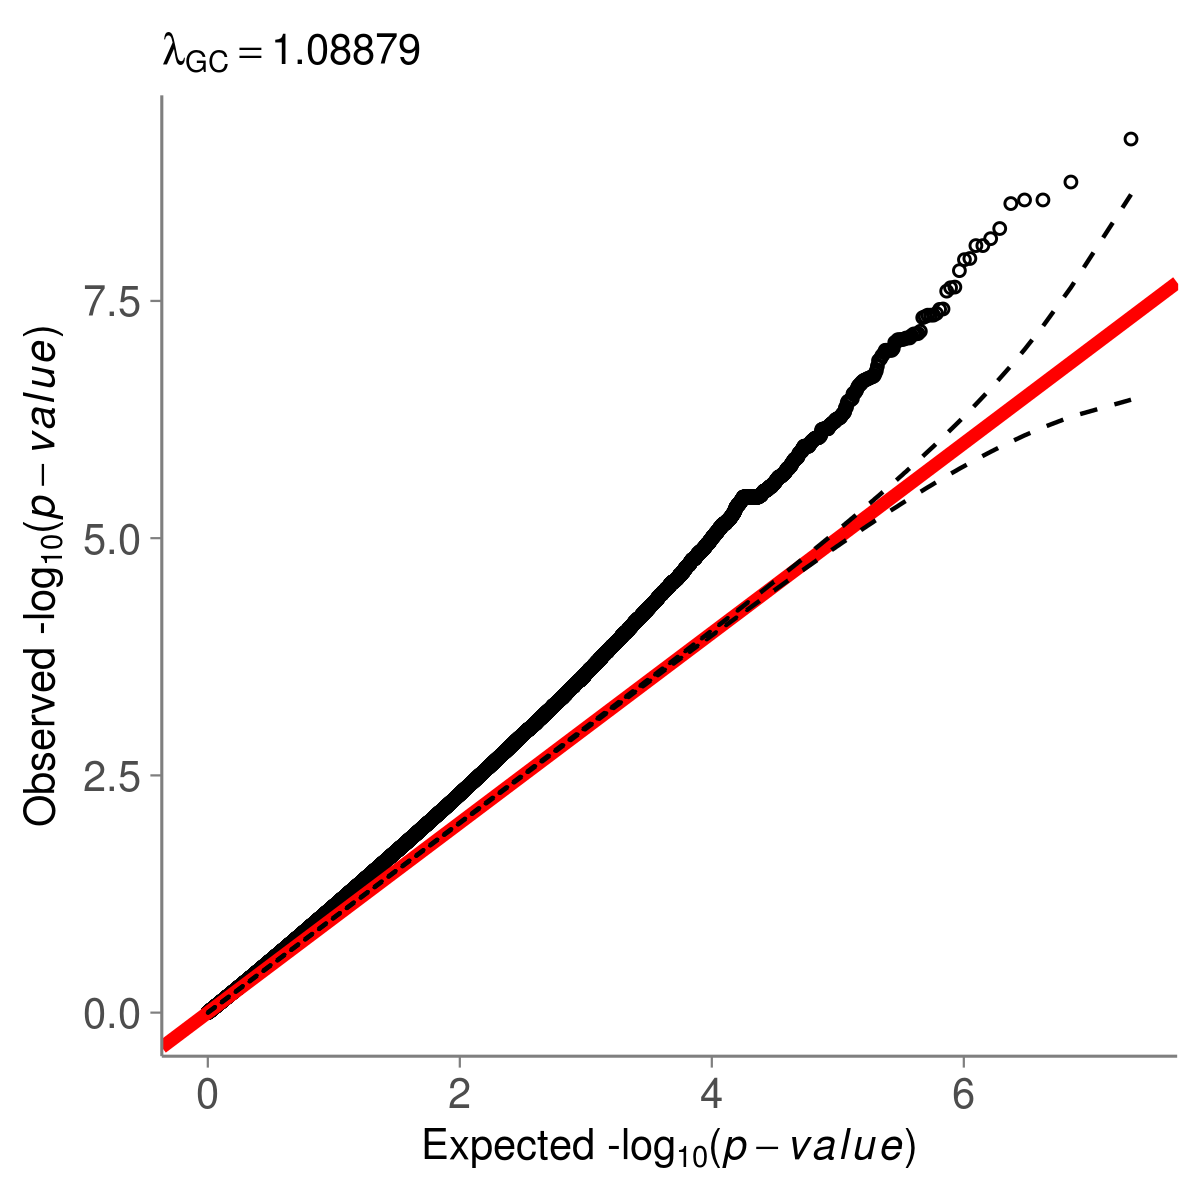 λGC = 1.08879
Observed -log10(p − value)
7.5
5.0
2.5
0.0
0 2 4 6
Expected -log10(p − value)